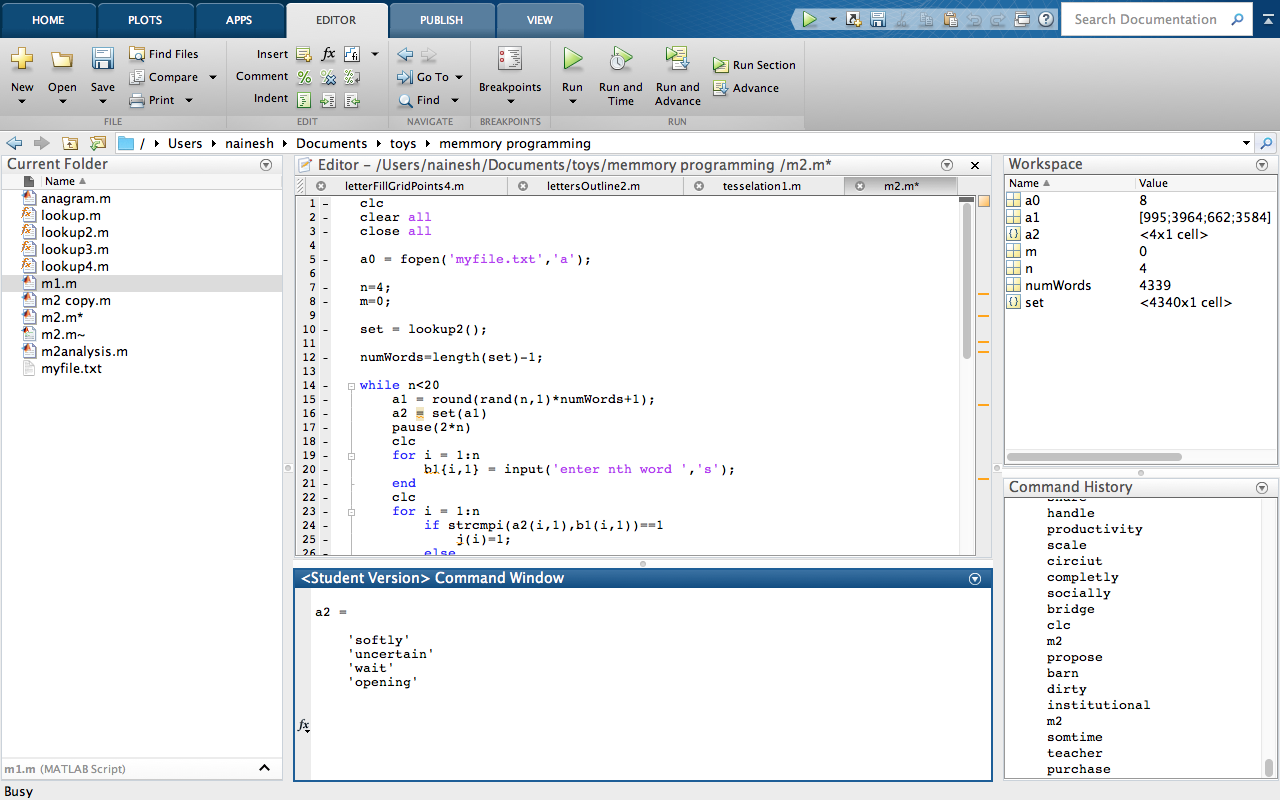 HOME PLOTS APPS EDITOR PUBLISH VIEW
Search Documentation
New Open Save
Find Files
Compare
Print
FILE
Insert
Comment
Indent
EDIT
Go To
Find
NAVIGATE
Breakpoints
BREAKPOINTS
Run
Run and Time
Run and Advance
Run Section
Advance
RUN
/ Users nainesh Documents toys memmory programming
Current Folder
Name
anagram.m
lookup.m
lookup2.m
lookup3.m
lookup4.m
m1.m
m2 copy.m
m2.m*
m2.m~
m2analysis.m
myfile.txt
m1.m (MATLAB Script)
Busy
Editor - /Users/nainesh/Documents/toys/memmory programming /m2.m*
letterFillGridPoints4.m lettersOutline2.m tesselation1.m m2.m*
1 - clc
2 - clear all
3 - close all
4
5 - a0 = fopen('myfile.txt','a');
6
7 - n=4;
8 - m=0;
9
10 - set = lookup2();
11
12 - numWords=length(set)-1;
13
14 - while n<20
15 - a1 = round(rand(n,1)*numWords+1);
16 - a2 = set(a1)
17 - pause(2*n)
18 - clc
19 - for i = 1:n
20 - b1{i,1} = input('enter nth word ','s');
21 - end
22 - clc
23 - for i = 1:n
24 - if strcmpi(a2(i,1),b1(i,1))==1
25 - j(i)=1;
26 - else
<Student Version> Command Window
a2 =
'softly'
'uncertain'
'wait'
'opening'
fx
Workspace
Name Value
a0 8
a1 [995;3964;662;3584]
a2 <4x1 cell>
m 0
n 4
numWords 4339
set <4340x1 cell>
Command History
handle
productivity
scale
circiut
completly
socially
bridge
clc
m2
propose
barn
dirty
institutional
m2
somtime
teacher
purchase